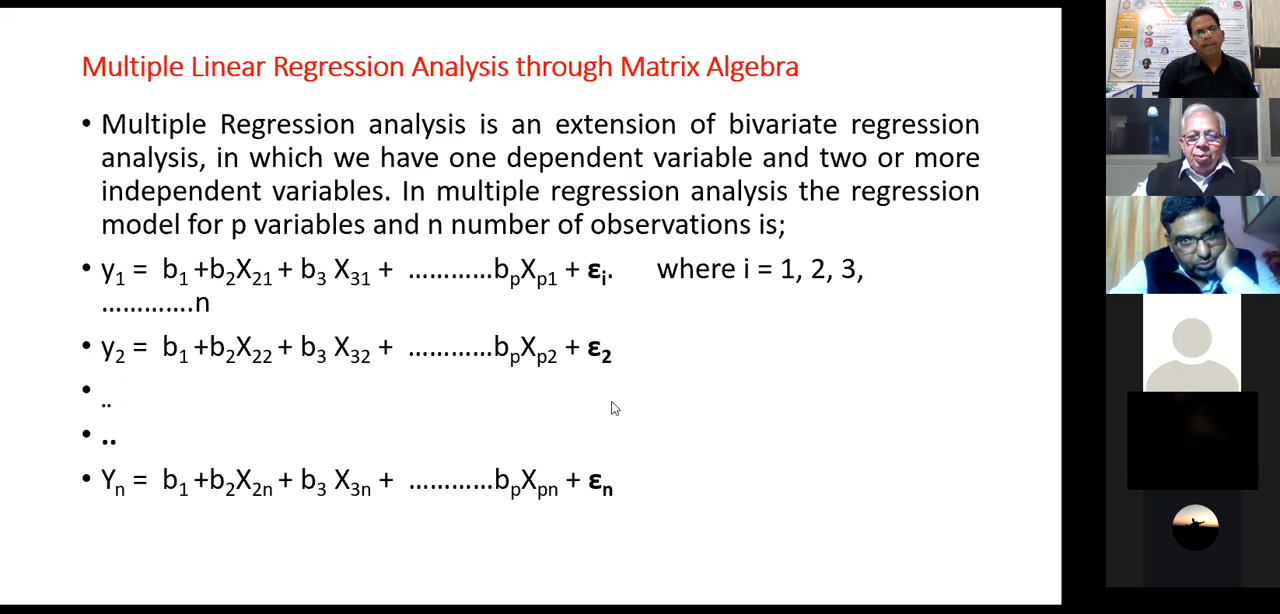 Multiple Linear Regression Analysis through Matrix Algebra
• Multiple Regression analysis is an extension of bivariate regression
analysis, in which we have one dependent variable and two or more
independent variables. In multiple regression analysis the regression
model for p variables and n number of observations is;
• y₁ = b₁ +b₂X₂₁ + b₃ X₃₁ + ............bₚXₚ₁ + εᵢ. where i = 1, 2, 3,
.............n
• y₂ = b₁ +b₂X₂₂ + b₃ X₃₂ + ............bₚXₚ₂ + ε₂
• ..
• ..
• Yₙ = b₁ +b₂X₂ₙ + b₃ X₃ₙ + ............bₚXₚₙ + εₙ